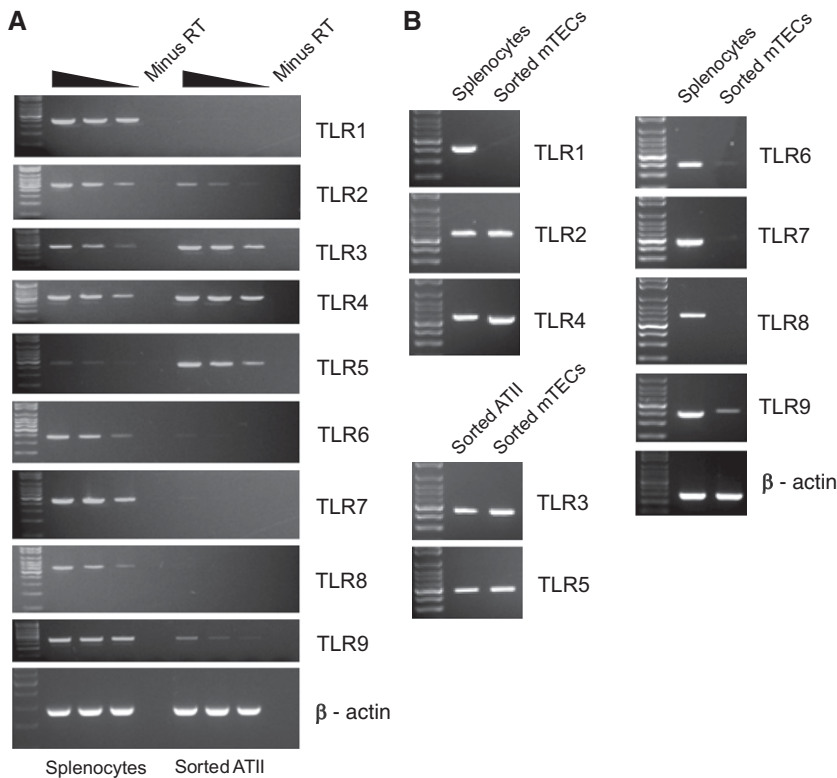 A
Minus RT
Minus RT
TLR1
TLR2
TLR3
TLR4
TLR5
TLR6
TLR7
TLR8
TLR9
β - actin
Splenocytes
Sorted ATII
B
Splenocytes
Sorted mTECs
TLR1
TLR2
TLR4
Sorted ATII
Sorted mTECs
TLR3
TLR5
Splenocytes
Sorted mTECs
TLR6
TLR7
TLR8
TLR9
β - actin